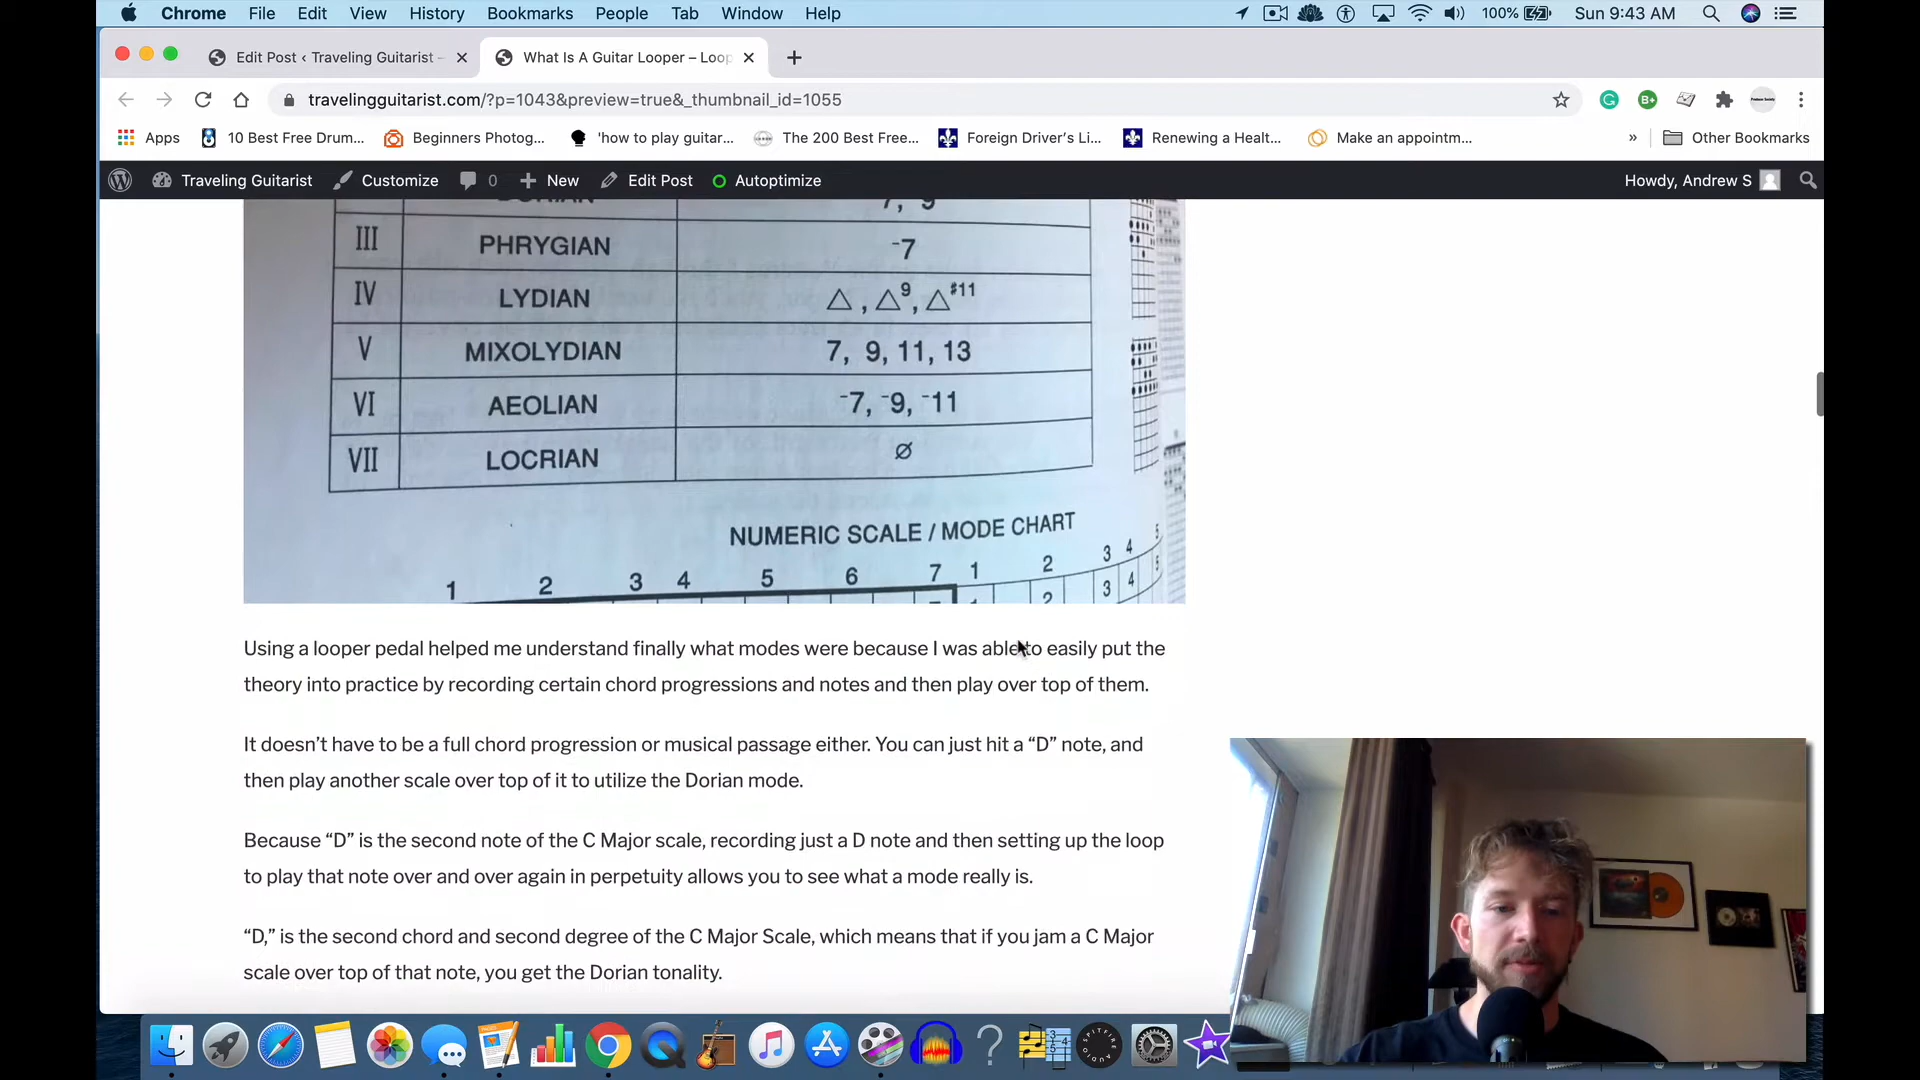 Chrome File Edit View History Bookmarks People Tab Window Help 100% Sun 9:43 AM
Edit Post ‹ Traveling Guitarist – What Is A Guitar Looper – Loop
travelingguitarist.com/?p=1043&preview=true&_thumbnail_id=1055
Apps 10 Best Free Drum... Beginners Photog... 'how to play guitar... The 200 Best Free... Foreign Driver's Li... Renewing a Healt... Make an appointm... » Other Bookmarks
Traveling Guitarist Customize 0 New Edit Post Autoptimize Howdy, Andrew S
DORIAN 7, 9
III PHRYGIAN -7
IV LYDIAN △, △9, △#11
V MIXOLYDIAN 7, 9, 11, 13
VI AEOLIAN -7, -9, -11
VII LOCRIAN Ø
NUMERIC SCALE / MODE CHART
1 2 3 4 5 6 7 1 2 3 4 5
2 3 4 5
Using a looper pedal helped me understand finally what modes were because I was able to easily put the
theory into practice by recording certain chord progressions and notes and then play over top of them.
It doesn't have to be a full chord progression or musical passage either. You can just hit a “D” note, and
then play another scale over top of it to utilize the Dorian mode.
Because “D” is the second note of the C Major scale, recording just a D note and then setting up the loop
to play that note over and over again in perpetuity allows you to see what a mode really is.
“D,” is the second chord and second degree of the C Major Scale, which means that if you jam a C Major
scale over top of that note, you get the Dorian tonality.
SPITFIRE AUDIO